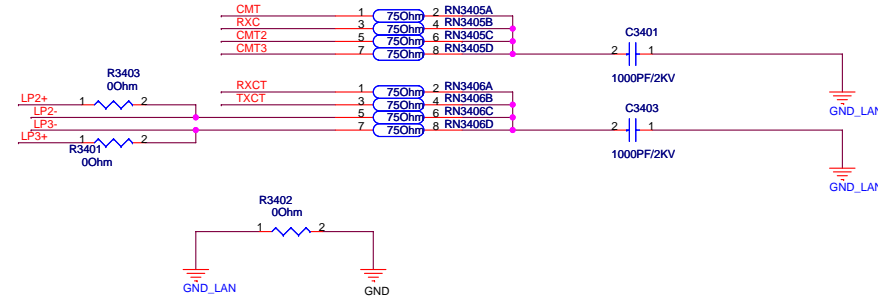 CMT 1 75Ohm 2 RN3405A
RXC 3 75Ohm 4 RN3405B
CMT2 5 75Ohm 6 RN3405C
CMT3 7 75Ohm 8 RN3405D
C3401
2 1
1000PF/2KV
GND_LAN
R3403
0Ohm
LP2+ 1 2
LP2-
LP3-
LP3+ 1 2
R3401
0Ohm
RXCT 1 75Ohm 2 RN3406A
TXCT 3 75Ohm 4 RN3406B
5 75Ohm 6 RN3406C
7 75Ohm 8 RN3406D
C3403
2 1
1000PF/2KV
GND_LAN
R3402
0Ohm
1 2
GND_LAN
GND